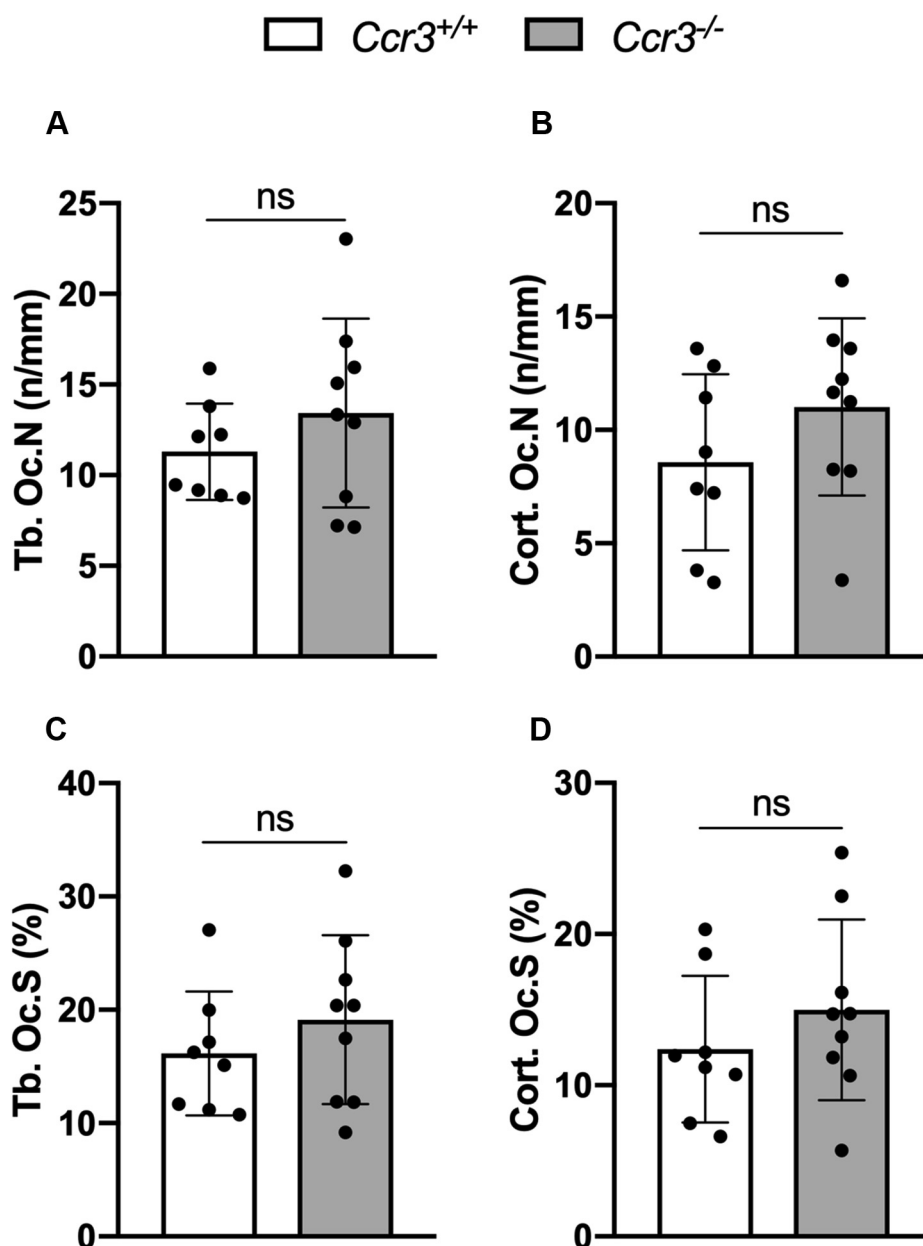 Ccr3+/+ Ccr3-/-
A
B
Tb. Oc.N (n/mm)
25
20
15
10
5
0
ns
Cort. Oc.N (n/mm)
20
15
10
5
0
ns
C
D
Tb. Oc.S (%)
40
30
20
10
0
ns
Cort. Oc.S (%)
30
20
10
0
ns